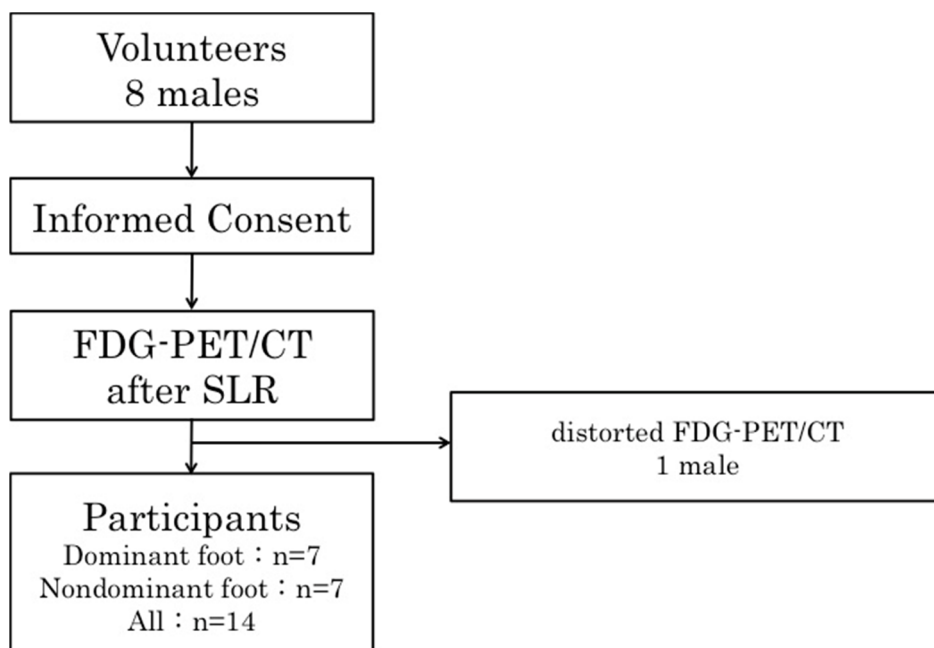 Volunteers
8 males
Informed Consent
FDG-PET/CT
after SLR
distorted FDG-PET/CT
1 male
Participants
Dominant foot：n=7
Nondominant foot：n=7
All：n=14